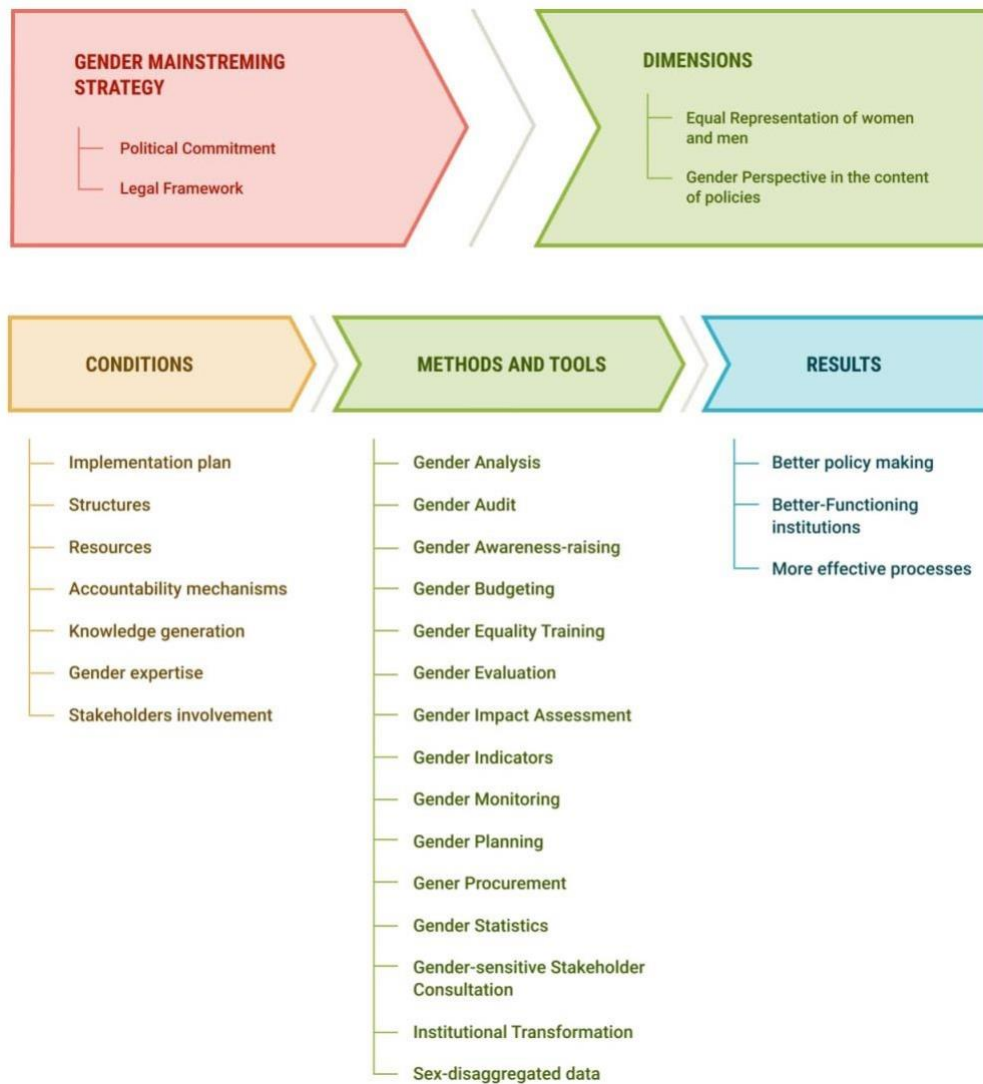 GENDER MAINSTREMING
STRATEGY
Political Commitment
Legal Framework
DIMENSIONS
Equal Representation of women
and men
Gender Perspective in the content
of policies
CONDITIONS
Implementation plan
Structures
Resources
Accountability mechanisms
Knowledge generation
Gender expertise
Stakeholders involvement
METHODS AND TOOLS
Gender Analysis
Gender Audit
Gender Awareness-raising
Gender Budgeting
Gender Equality Training
Gender Evaluation
Gender Impact Assessment
Gender Indicators
Gender Monitoring
Gender Planning
Gener Procurement
Gender Statistics
Gender-sensitive Stakeholder
Consultation
Institutional Transformation
Sex-disaggregated data
RESULTS
Better policy making
Better-Functioning
institutions
More effective processes